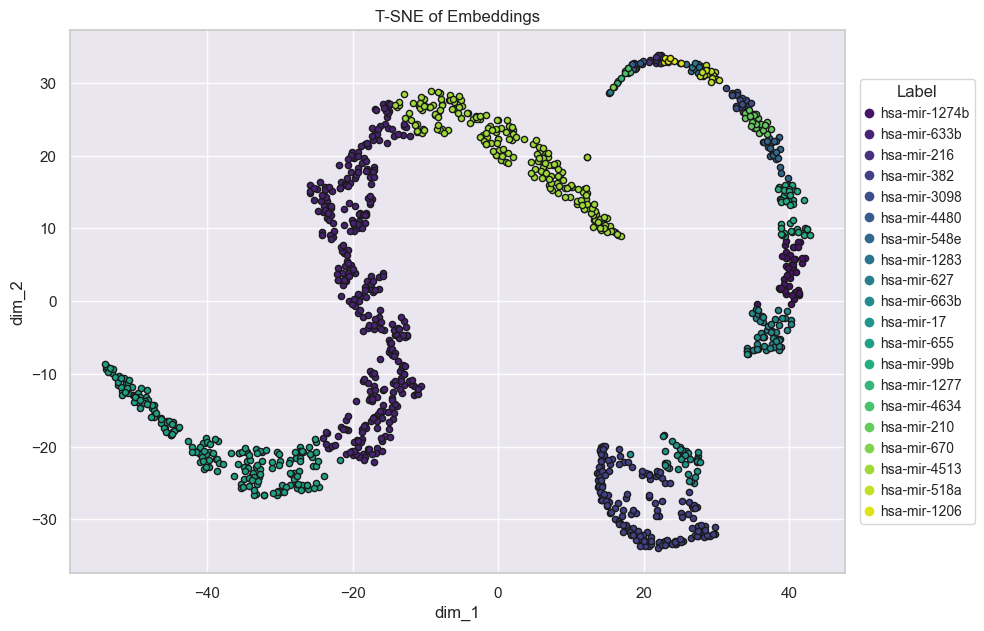 T-SNE of Embeddings
dim_2
30
20
10
0
−10
−20
−30
−40
−20
0
20
40
dim_1
Label
hsa-mir-1274b
hsa-mir-633b
hsa-mir-216
hsa-mir-382
hsa-mir-3098
hsa-mir-4480
hsa-mir-548e
hsa-mir-1283
hsa-mir-627
hsa-mir-663b
hsa-mir-17
hsa-mir-655
hsa-mir-99b
hsa-mir-1277
hsa-mir-4634
hsa-mir-210
hsa-mir-670
hsa-mir-4513
hsa-mir-518a
hsa-mir-1206